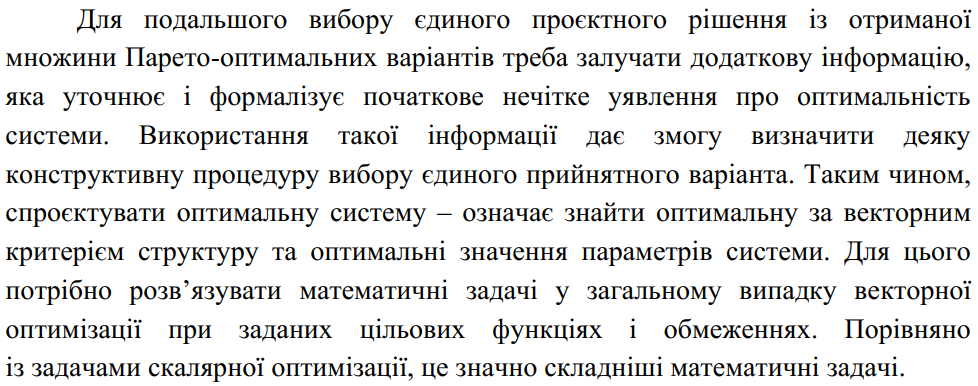 Для подальшого вибору єдиного проєктного рішення із отриманої
множини Парето-оптимальних варіантів треба залучати додаткову інформацію,
яка уточнює і формалізує початкове нечітке уявлення про оптимальність
системи. Використання такої інформації дає змогу визначити деяку
конструктивну процедуру вибору єдиного прийнятного варіанта. Таким чином,
спроєктувати оптимальну систему – означає знайти оптимальну за векторним
критерієм структуру та оптимальні значення параметрів системи. Для цього
потрібно розв’язувати математичні задачі у загальному випадку векторної
оптимізації при заданих цільових функціях і обмеженнях. Порівняно
із задачами скалярної оптимізації, це значно складніші математичні задачі.